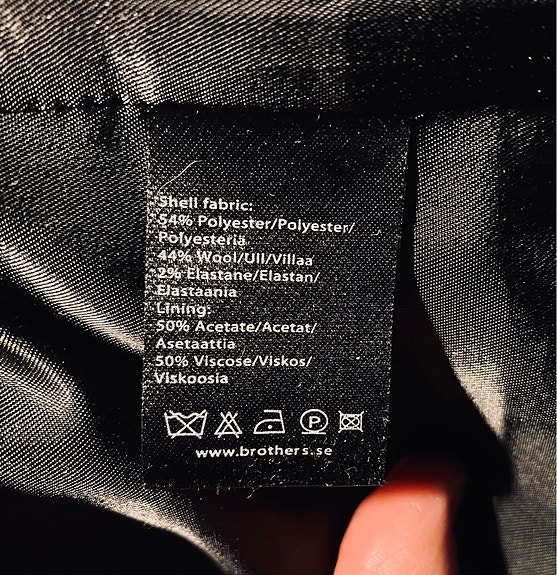 Shell fabric:
54% Polyester/Polyester/
Polyesteria
44% Wool/Ull/Villaa
2% Elastane/Elastan/
Elastaania
Lining:
50% Acetate/Acetat/
Asetaattia
50% Viscose/Viskos/
Viskoosia
P
www.brothers.se